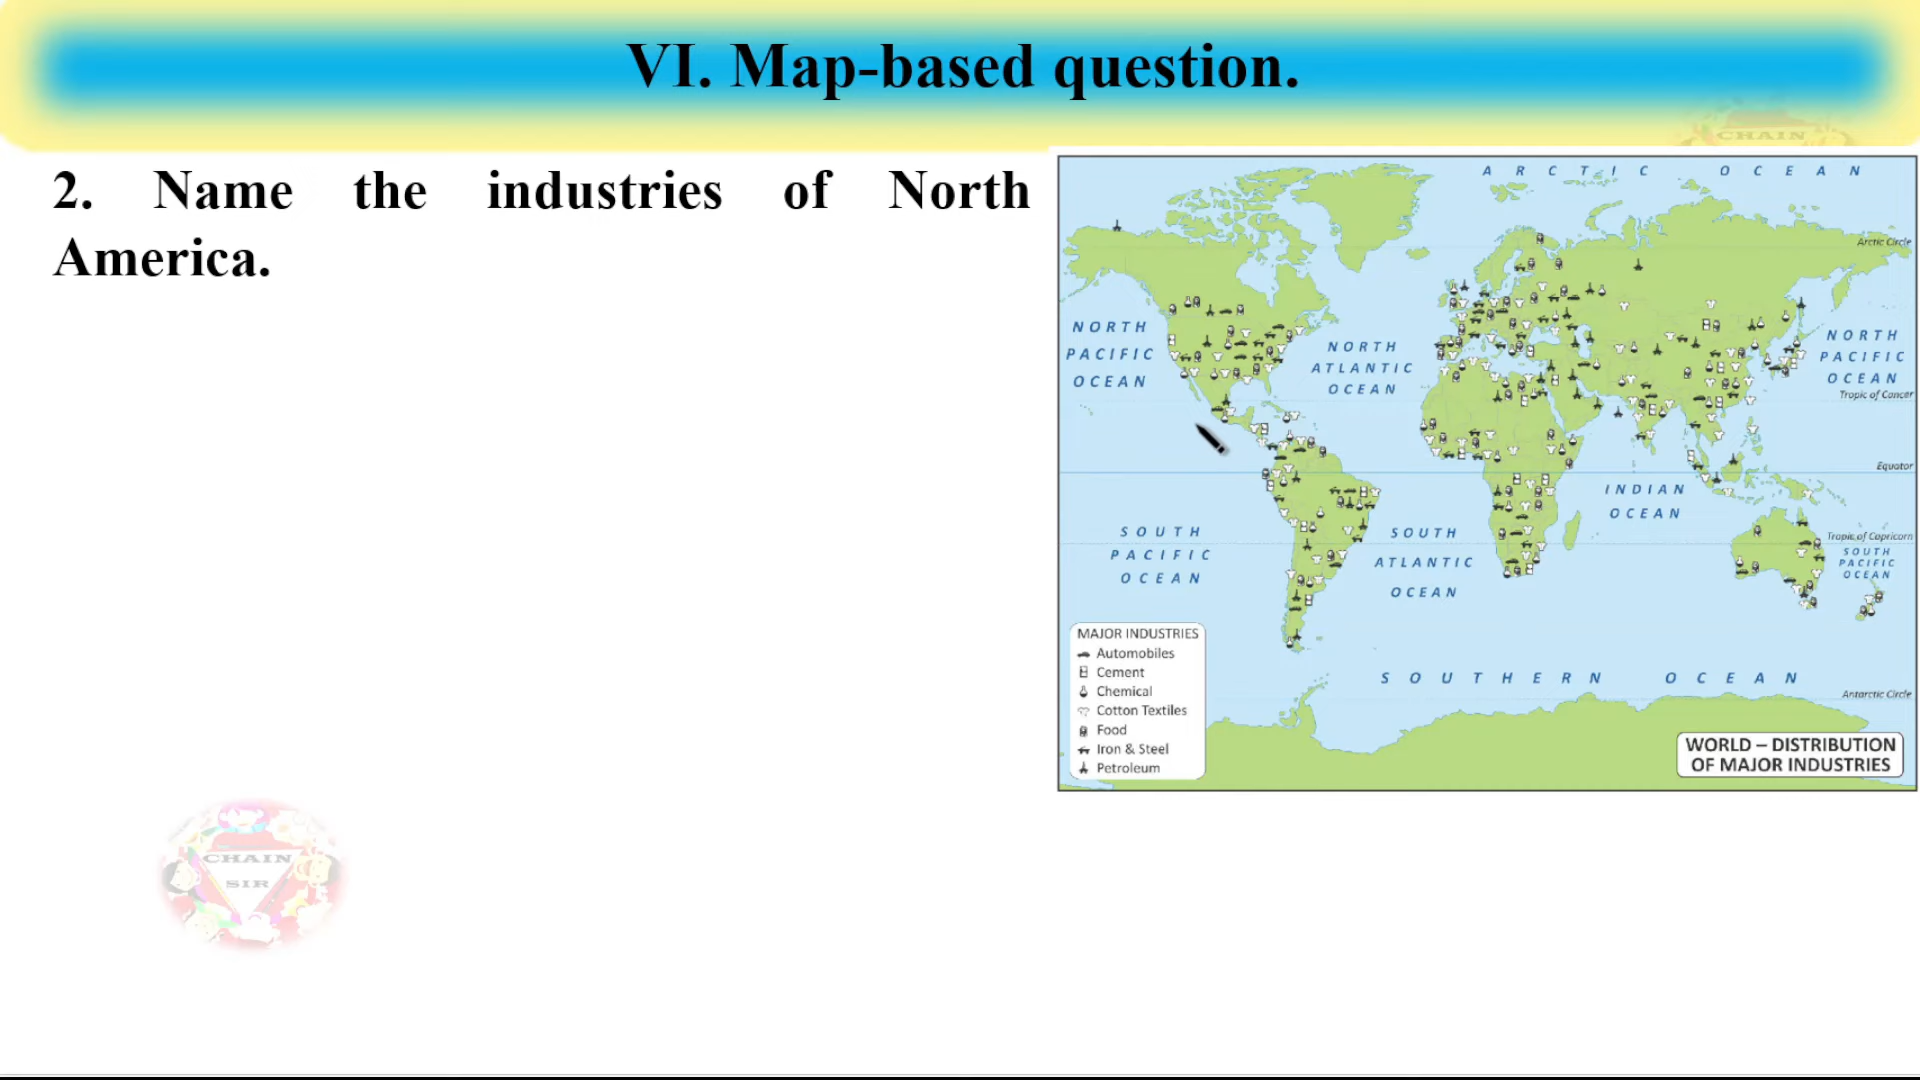 VI. Map-based question.
CHAIN
2. Name the industries of North
America.
ARCTIC OCEAN
Arctic Circle
NORTH
PACIFIC
OCEAN
NORTH
ATLANTIC
OCEAN
NORTH
PACIFIC
OCEAN
Tropic of Cancer
Equator
INDIAN
OCEAN
SOUTH
PACIFIC
OCEAN
SOUTH
ATLANTIC
OCEAN
Tropic of Capricorn
SOUTH
PACIFIC
OCEAN
MAJOR INDUSTRIES
Automobiles
Cement
Chemical
Cotton Textiles
Food
Iron & Steel
Petroleum
SOUTHERN OCEAN
Antarctic Circle
WORLD – DISTRIBUTION
OF MAJOR INDUSTRIES
CHAIN
SIR